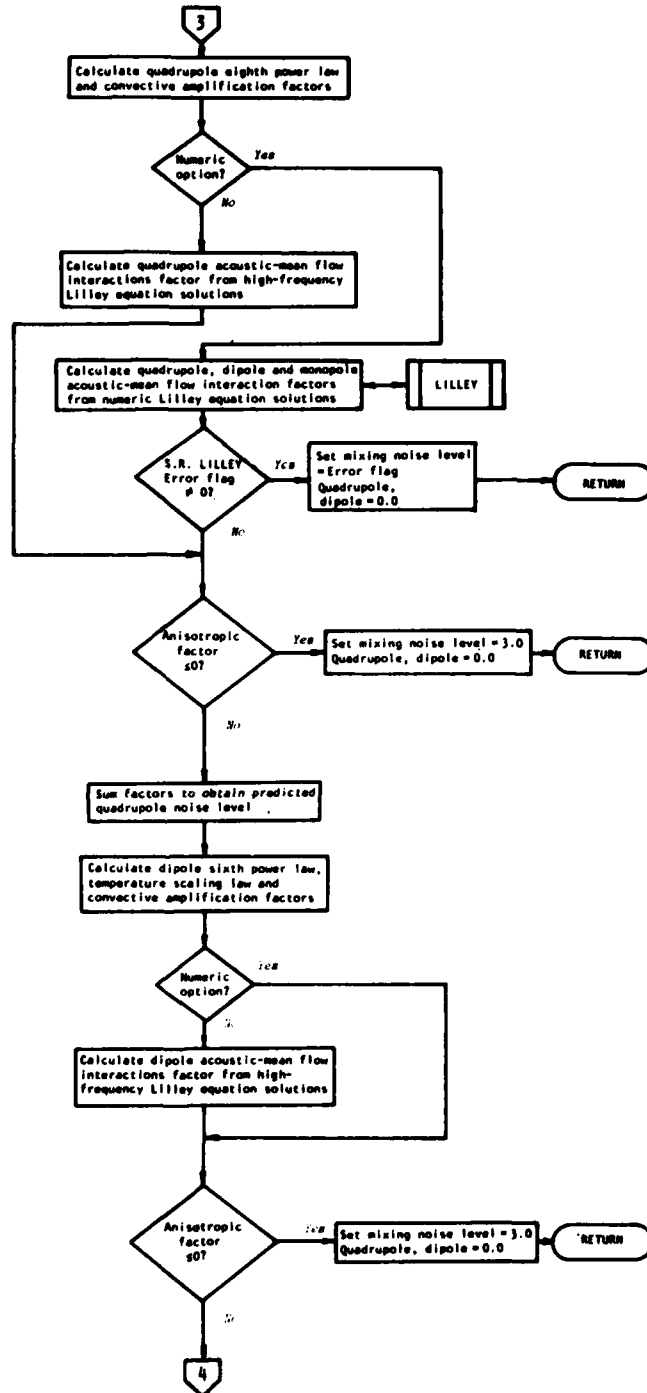 3
Calculate quadrupole eighth power law
and convective amplification factors
Numeric
option?
Yes
No
Calculate quadrupole acoustic-mean flow
interactions factor from high-frequency
Lilley equation solutions
Calculate quadrupole, dipole and monopole
acoustic-mean flow interaction factors
from numeric Lilley equation solutions
LILLEY
S.R. LILLEY
Error flag
≠ 0?
Yes
Set mixing noise level
= Error flag
Quadrupole,
dipole = 0.0
RETURN
No
Anisotropic
factor
≤0?
Yes
Set mixing noise level = 3.0
Quadrupole, dipole = 0.0
RETURN
No
Sum factors to obtain predicted
quadrupole noise level
Calculate dipole sixth power law,
temperature scaling law and
convective amplification factors
Numeric
option?
Yes
No
Calculate dipole acoustic-mean flow
interactions factor from high-
frequency Lilley equation solutions
Anisotropic
factor
≤0?
Yes
Set mixing noise level = 3.0
Quadrupole, dipole = 0.0
RETURN
No
4